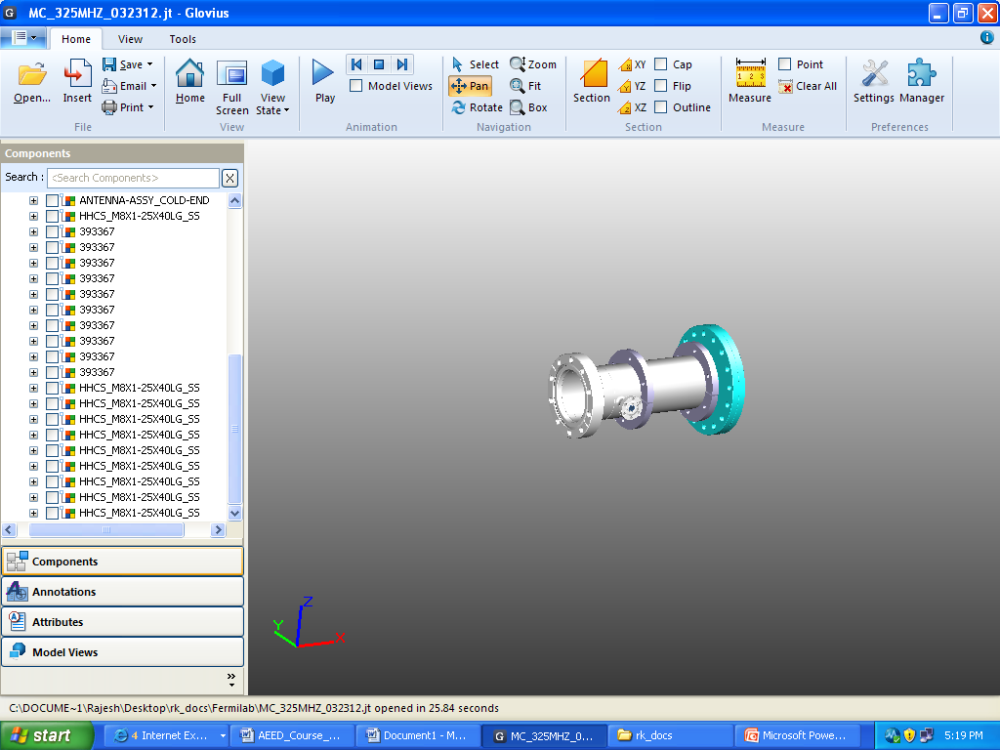 MC_325MHZ_032312.jt - Glovius
Home View Tools
Open... Insert Save Email Print
File
Home Full Screen View State
View
Play Model Views
Animation
Select Zoom
Pan Fit
Rotate Box
Navigation
Section XY Cap
YZ Flip
XZ Outline
Section
Measure 1 2 3 Point
Clear All
Measure
Settings Manager
Preferences
Components
Search : <Search Components> X
ANTENNA-ASSY_COLD-END
HHCS_M8X1-25X40LG_SS
393367
393367
393367
393367
393367
393367
393367
393367
393367
393367
HHCS_M8X1-25X40LG_SS
HHCS_M8X1-25X40LG_SS
HHCS_M8X1-25X40LG_SS
HHCS_M8X1-25X40LG_SS
HHCS_M8X1-25X40LG_SS
HHCS_M8X1-25X40LG_SS
HHCS_M8X1-25X40LG_SS
HHCS_M8X1-25X40LG_SS
HHCS_M8X1-25X40LG_SS
Components
Annotations
Attributes
Model Views
Z
Y
X
C:\DOCUME~1\Rajesh\Desktop\rk_docs\Fermilab\MC_325MHZ_032312.jt opened in 25.84 seconds
start 4 Internet Ex... AEED_Course_... Document1 - M... MC_325MHZ_0... rk_docs Microsoft Powe... 5:19 PM